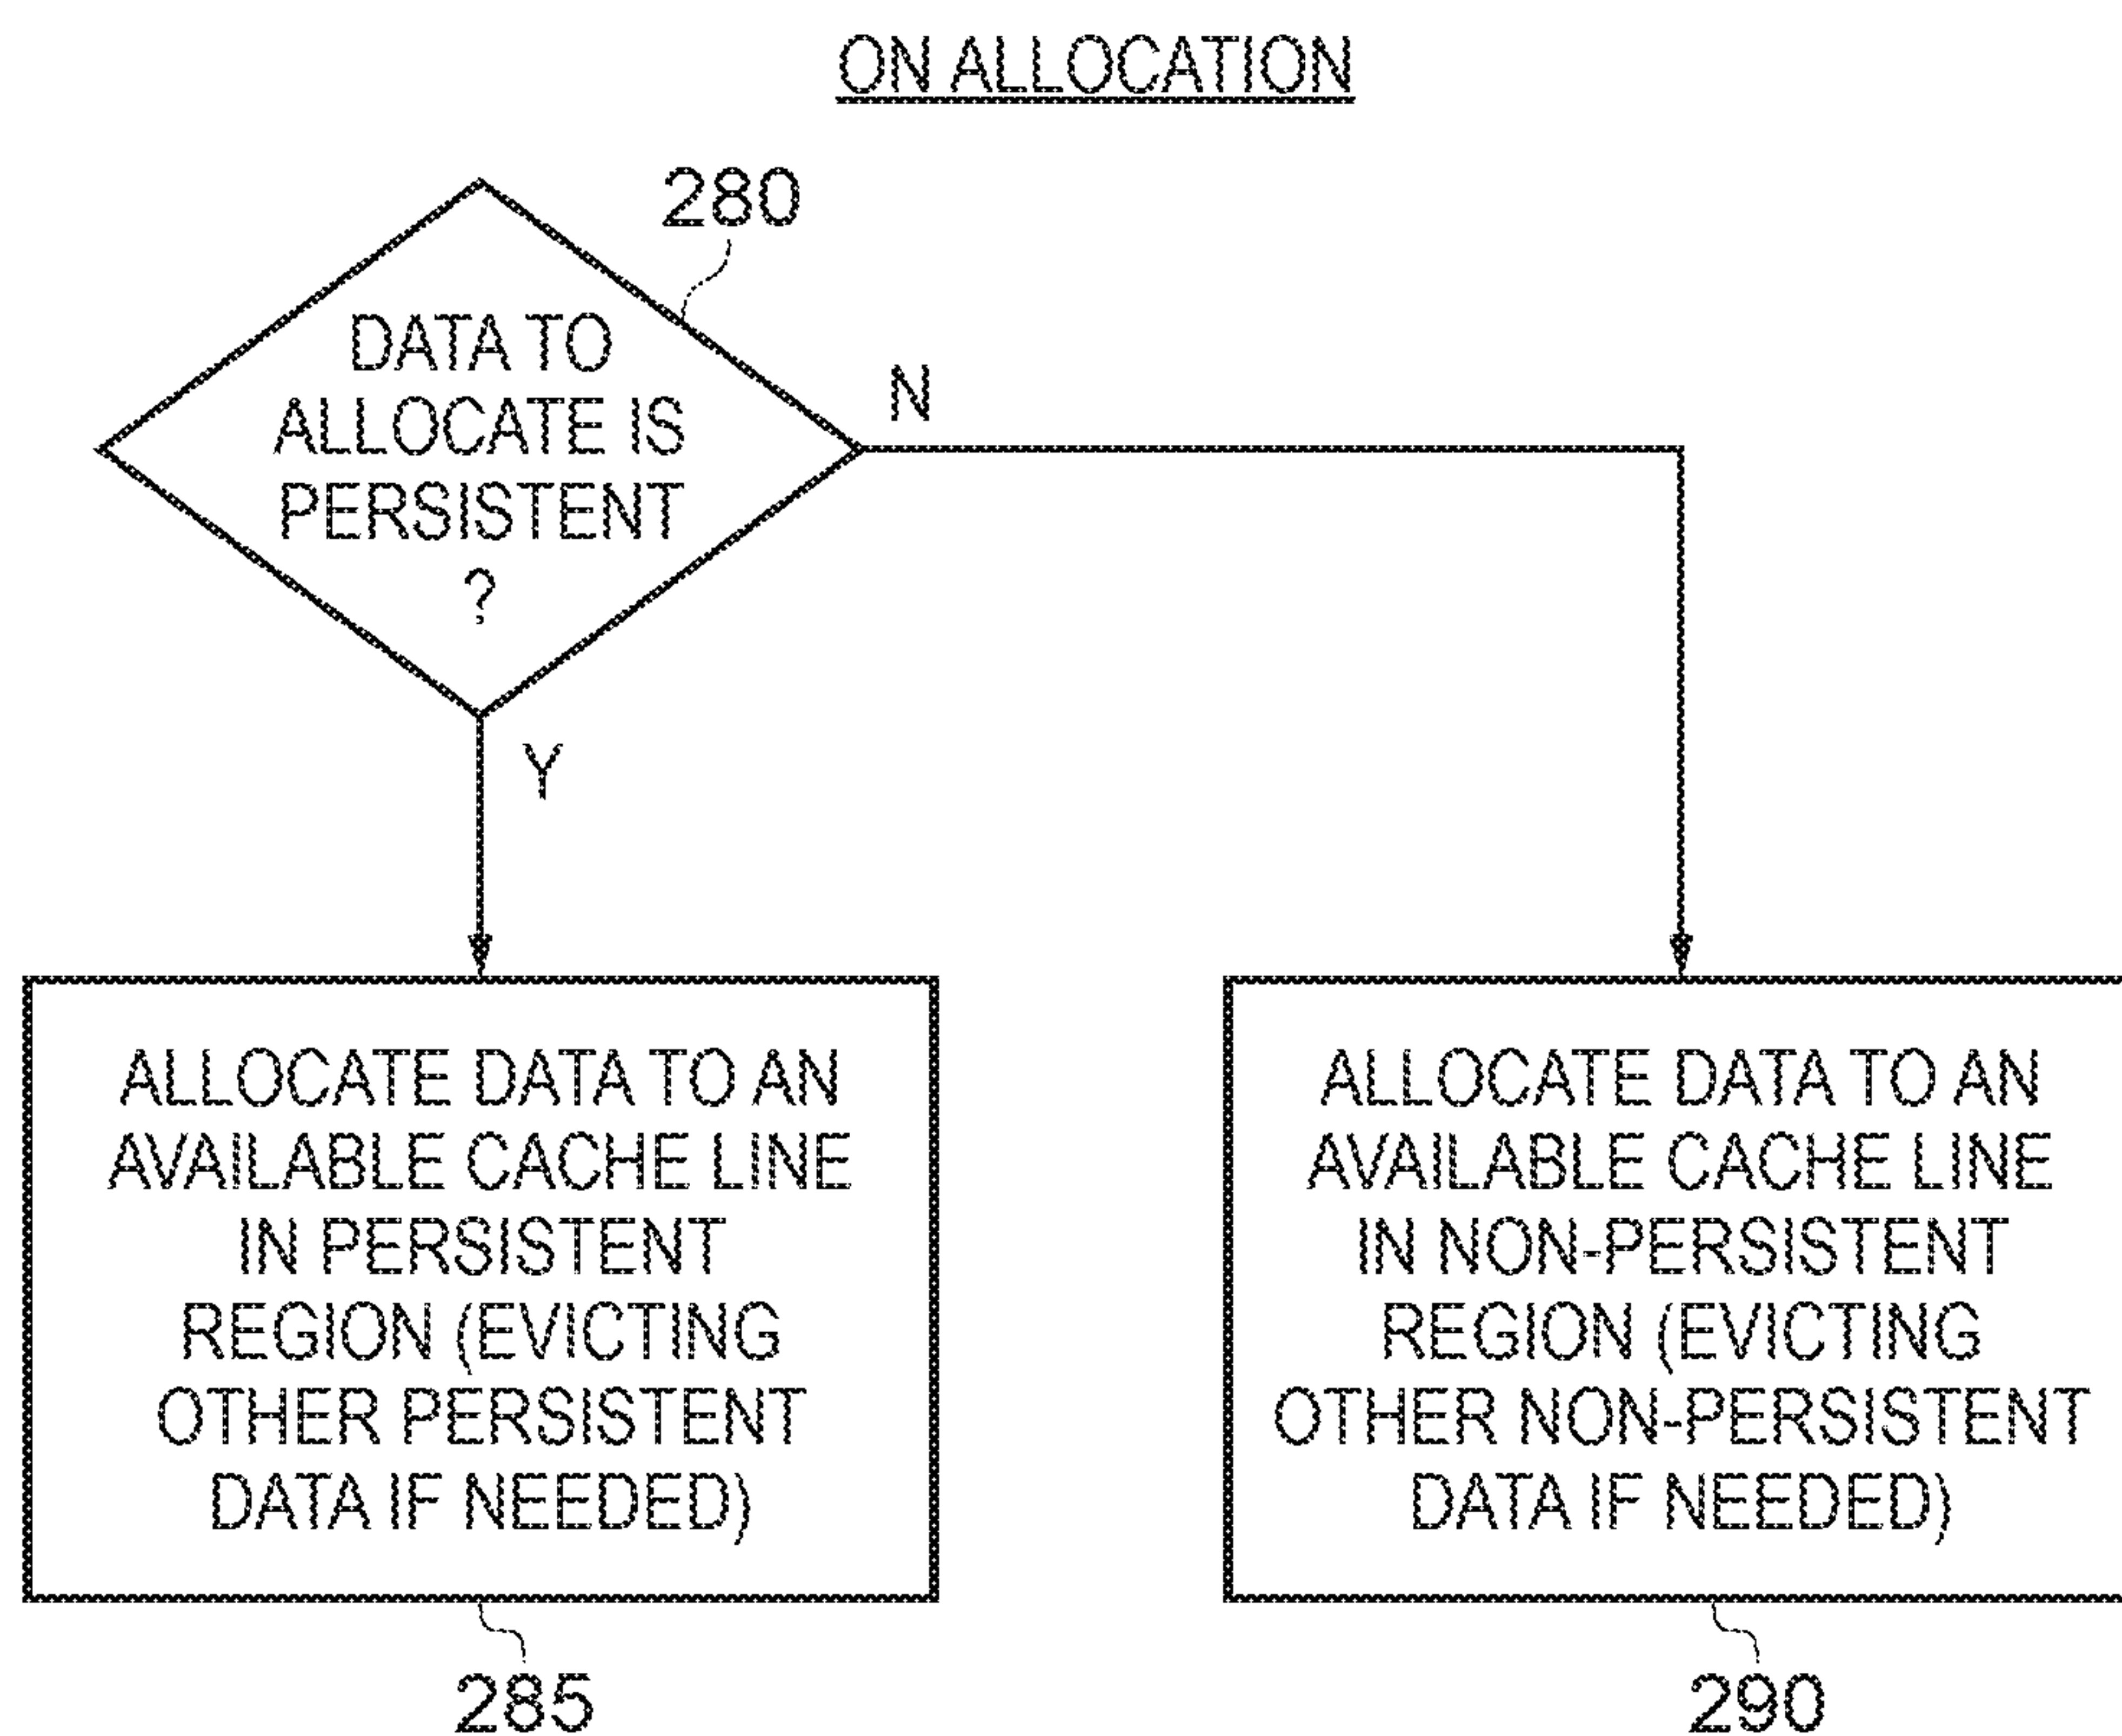 ON ALLOCATION
280
DATA TO
ALLOCATE IS
PERSISTENT
?
N
Y
ALLOCATE DATA TO AN
AVAILABLE CACHE LINE
IN PERSISTENT
REGION (EVICTING
OTHER PERSISTENT
DATA IF NEEDED)
285
ALLOCATE DATA TO AN
AVAILABLE CACHE LINE
IN NON-PERSISTENT
REGION (EVICTING
OTHER NON-PERSISTENT
DATA IF NEEDED)
290